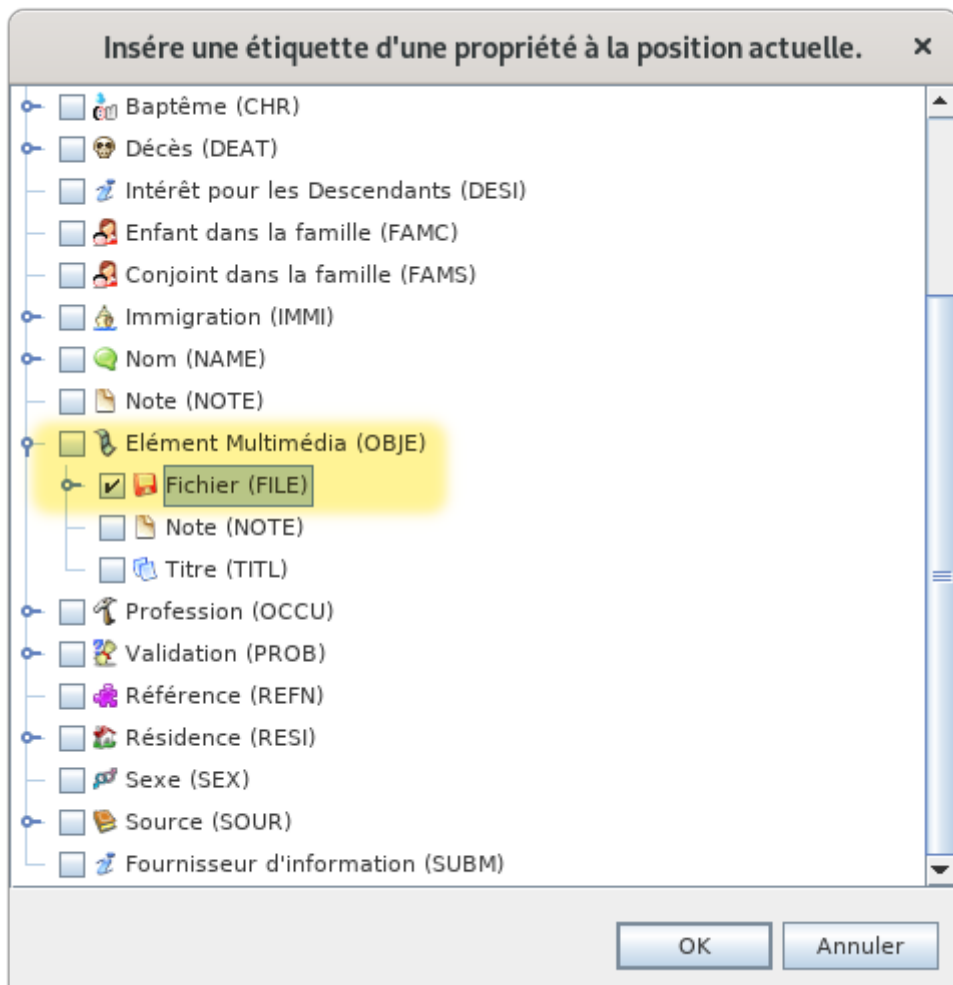 Insére une étiquette d'une propriété à la position actuelle. ×
Baptême (CHR)
Décès (DEAT)
Intérêt pour les Descendants (DESI)
Enfant dans la famille (FAMC)
Conjoint dans la famille (FAMS)
Immigration (IMMI)
Nom (NAME)
Note (NOTE)
Elément Multimédia (OBJE)
Fichier (FILE)
Note (NOTE)
Titre (TITL)
Profession (OCCU)
Validation (PROB)
Référence (REFN)
Résidence (RESI)
Sexe (SEX)
Source (SOUR)
Fournisseur d'information (SUBM)
OK Annuler